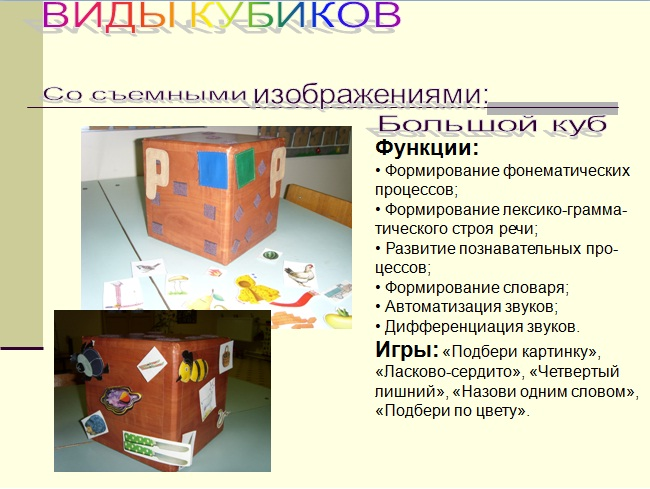 ВИДЫ КУБИКОВ
Со съемными изображениями:
Большой куб
Функции:
• Формирование фонематических
процессов;
• Формирование лексико-грамма-
тического строя речи;
• Развитие познавательных про-
цессов;
• Формирование словаря;
• Автоматизация звуков;
• Дифференциация звуков.
Игры: «Подбери картинку»,
«Ласково-сердито», «Четвертый
лишний», «Назови одним словом»,
«Подбери по цвету».
Р
Р